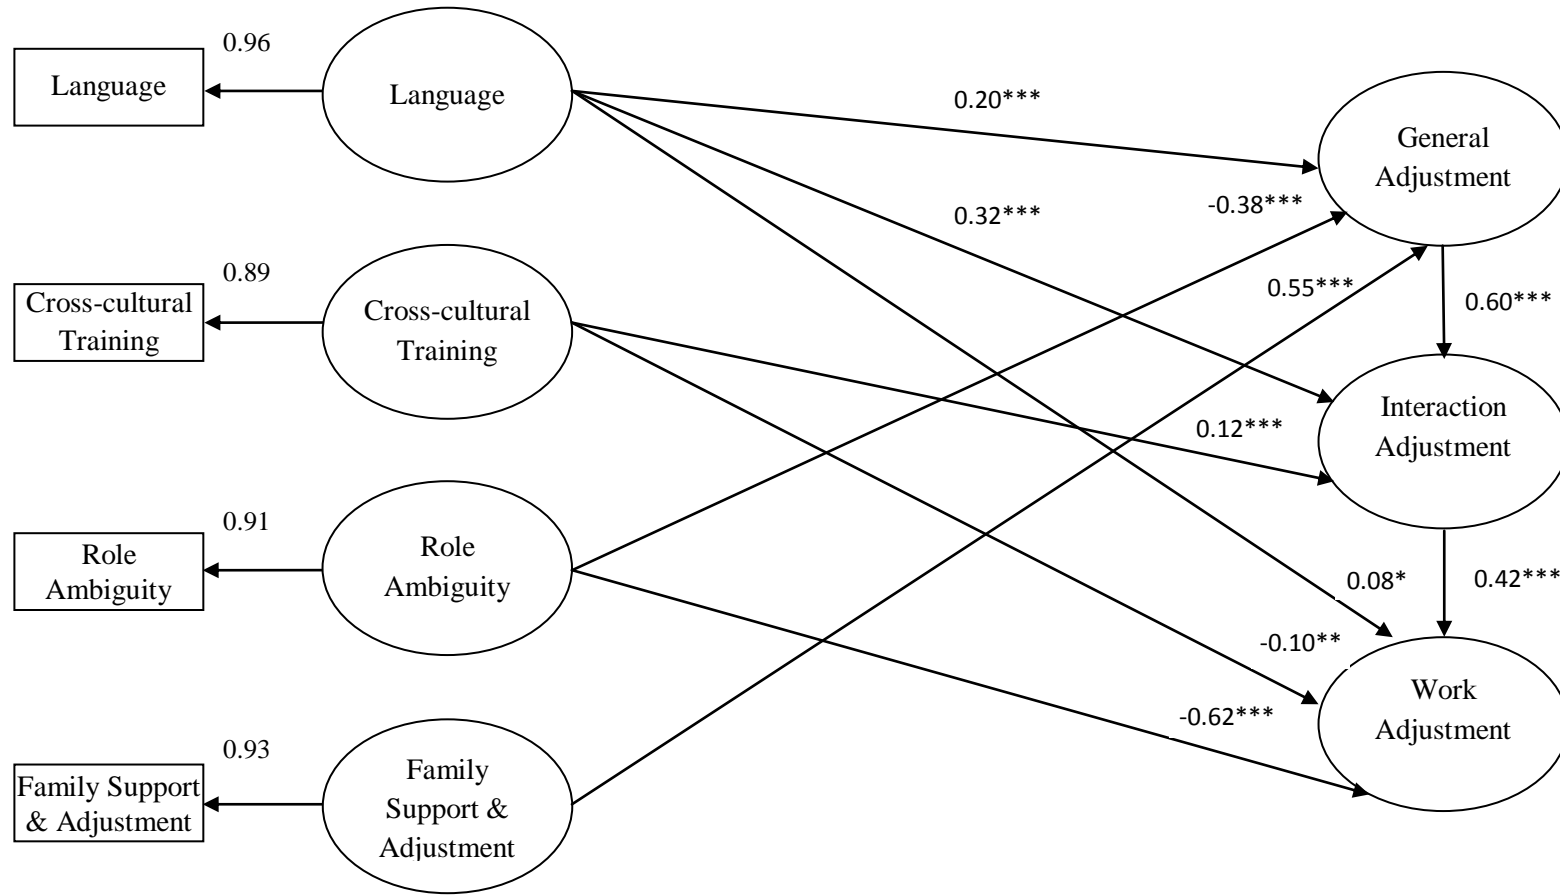 0.96
Language
Language
0.20***
General
Adjustment
-0.38***
0.32***
0.89
Cross-cultural
Training
Cross-cultural
Training
0.55***
0.60***
Interaction
Adjustment
0.12***
0.91
Role
Ambiguity
Role
Ambiguity
0.08*
0.42***
-0.10**
Work
Adjustment
-0.62***
0.93
Family Support
& Adjustment
Family
Support &
Adjustment